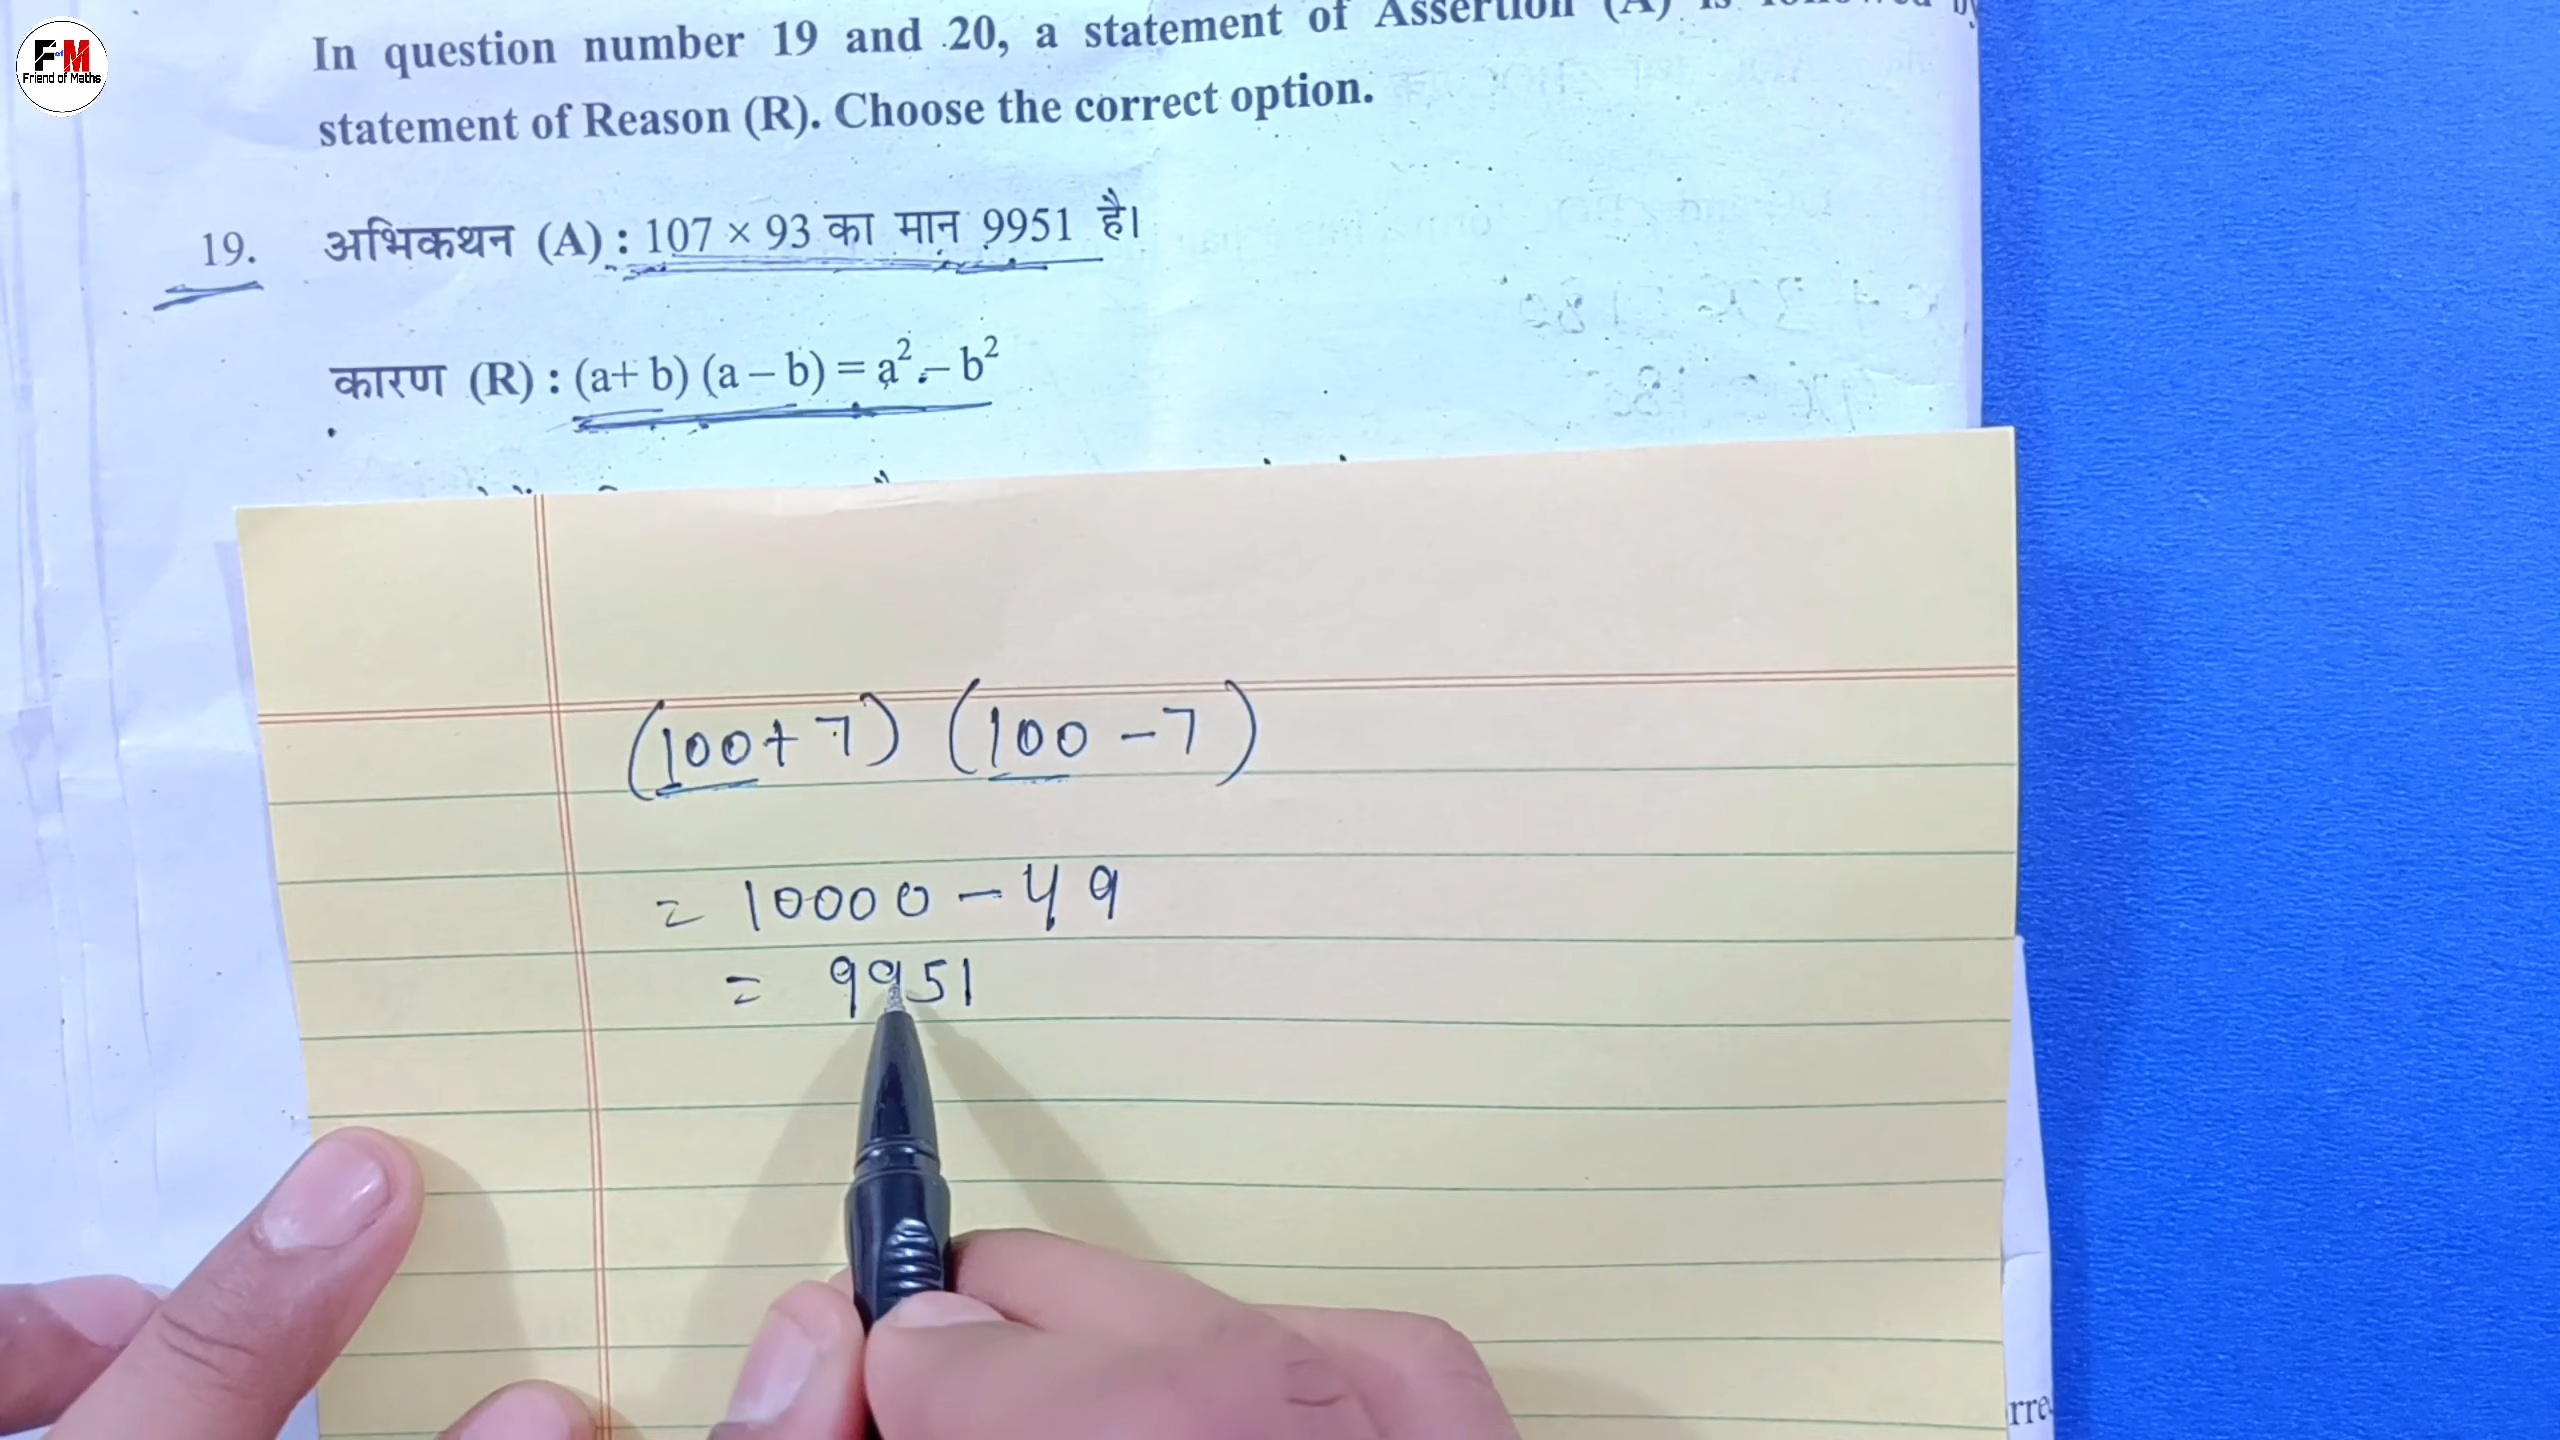 FM
of
Friend of Maths
In question number 19 and 20, a statement of Assertion (A) is followed by
statement of Reason (R). Choose the correct option.
19. अभिकथन (A) : 107 × 93 का मान 9951 है।
कारण (R) : (a+ b) (a – b) = a² – b²
(100+7) (100-7)
= 10000 - 49
= 9951